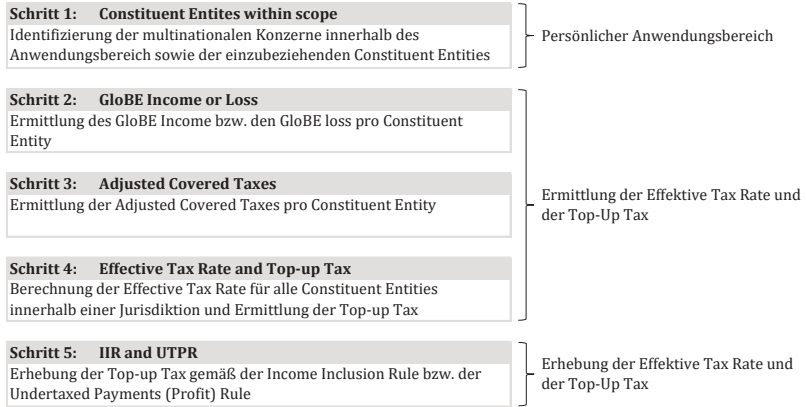 Schritt 1: Constituent Entites within scope
Identifizierung der multinationalen Konzerne innerhalb des
Anwendungsbereich sowie der einzubeziehenden Constituent Entities
Persönlicher Anwendungsbereich
Schritt 2: GloBE Income or Loss
Ermittlung des GloBE Income bzw. den GloBE loss pro Constituent
Entity
Schritt 3: Adjusted Covered Taxes
Ermittlung der Adjusted Covered Taxes pro Constituent Entity
Schritt 4: Effective Tax Rate and Top-up Tax
Berechnung der Effective Tax Rate für alle Constituent Entities
innerhalb einer Jurisdiktion und Ermittlung der Top-up Tax
Ermittlung der Effektive Tax Rate und
der Top-Up Tax
Schritt 5: IIR and UTPR
Erhebung der Top-up Tax gemäß der Income Inclusion Rule bzw. der
Undertaxed Payments (Profit) Rule
Erhebung der Effektive Tax Rate und
der Top-Up Tax